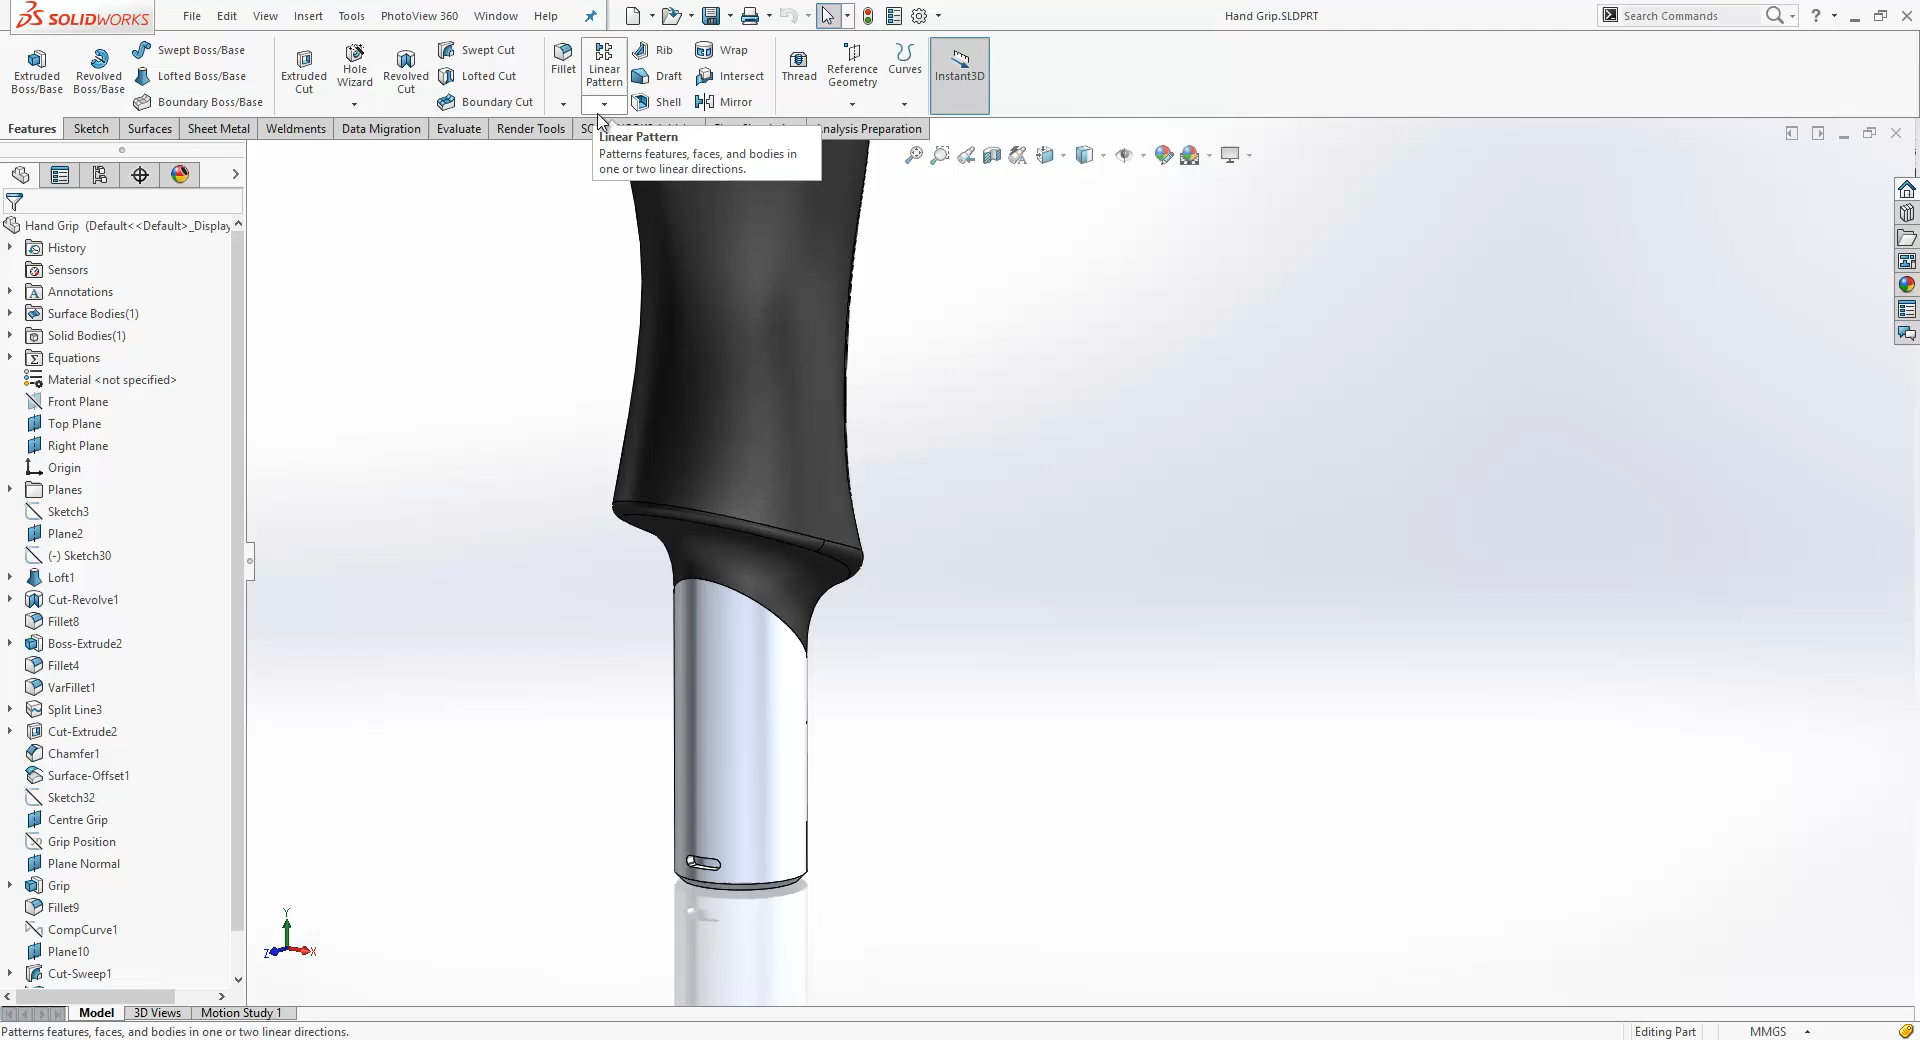 SOLIDWORKS
File Edit View Insert Tools PhotoView 360 Window Help
Hand Grip.SLDPRT
Search Commands
?
Extruded Boss/Base
Revolved Boss/Base
Swept Boss/Base
Lofted Boss/Base
Boundary Boss/Base
Extruded Cut
Hole Wizard
Revolved Cut
Swept Cut
Lofted Cut
Boundary Cut
Fillet
Linear Pattern
Rib
Draft
Shell
Wrap
Intersect
Mirror
Thread
Reference Geometry
Curves
Instant3D
Features Sketch Surfaces Sheet Metal Weldments Data Migration Evaluate Render Tools Analysis Preparation
Linear Pattern
Patterns features, faces, and bodies in
one or two linear directions.
Hand Grip (Default<<Default>_Display
History
Sensors
Annotations
Surface Bodies(1)
Solid Bodies(1)
Equations
Material <not specified>
Front Plane
Top Plane
Right Plane
Origin
Planes
Sketch3
Plane2
(-) Sketch30
Loft1
Cut-Revolve1
Fillet8
Boss-Extrude2
Fillet4
VarFillet1
Split Line3
Cut-Extrude2
Chamfer1
Surface-Offset1
Sketch32
Centre Grip
Grip Position
Plane Normal
Grip
Fillet9
CompCurve1
Plane10
Cut-Sweep1
Y
Z X
Model 3D Views Motion Study 1
Patterns features, faces, and bodies in one or two linear directions.
Editing Part MMGS